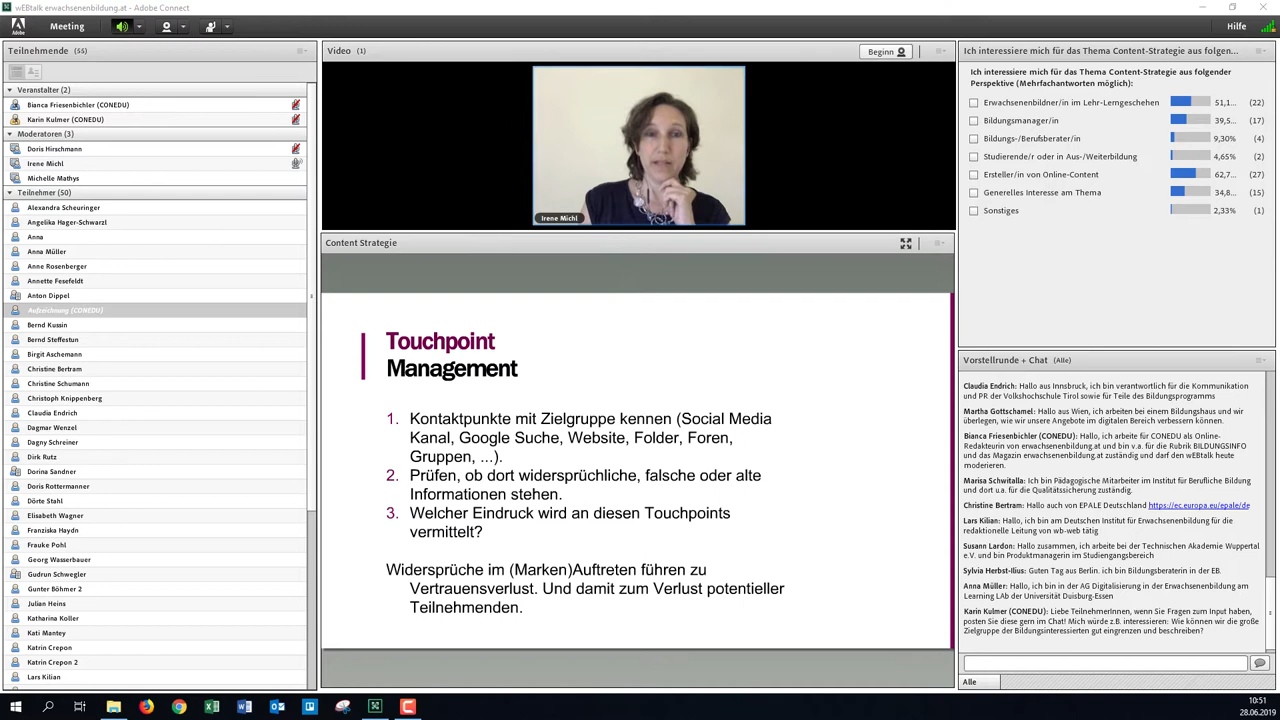 wEBtalk erwachsenenbildung.at - Adobe Connect
Adobe
Meeting
Hilfe
Teilnehmende (55)
Veranstalter (2)
Bianca Friesenbichler (CONEDU)
Karin Kulmer (CONEDU)
Moderatoren (3)
Doris Hirschmann
Irene Michl
Michelle Mathys
Teilnehmer (50)
Alexandra Scheuringer
Angelika Hager-Schwarzl
Anna
Anna Müller
Anne Rosenberger
Annette Fesefeldt
Anton Dippel
Aufzeichnung (CONEDU)
Bernd Kussin
Bernd Steffestun
Birgit Aschemann
Christine Bertram
Christine Schumann
Christoph Knippenberg
Claudia Endrich
Dagmar Wenzel
Dagny Schreiner
Dirk Rutz
Dorina Sandner
Doris Rottermanner
Dörte Stahl
Elisabeth Wagner
Franziska Haydn
Frauke Pohl
Georg Wasserbauer
Gudrun Schwegler
Gunter Böhmer 2
Julian Heins
Katharina Koller
Kati Mantey
Katrin Crepon
Katrin Crepon 2
Lars Kilian
Video (1)
Beginn
Irene Michl
Content Strategie
Touchpoint
Management
1. Kontaktpunkte mit Zielgruppe kennen (Social Media
Kanal, Google Suche, Website, Folder, Foren,
Gruppen, ...).
2. Prüfen, ob dort widersprüchliche, falsche oder alte
Informationen stehen.
3. Welcher Eindruck wird an diesen Touchpoints
vermittelt?
Widersprüche im (Marken)Auftreten führen zu
Vertrauensverlust. Und damit zum Verlust potentieller
Teilnehmenden.
Ich interessiere mich für das Thema Content-Strategie aus folgen...
Ich interessiere mich für das Thema Content-Strategie aus folgender
Perspektive (Mehrfachantworten möglich):
Erwachsenenbildner/in im Lehr-Lerngeschehen 51,1... (22)
Bildungsmanager/in 39,5... (17)
Bildungs-/Berufsberater/in 9,30% (4)
Studierende/r oder in Aus-/Weiterbildung 4,65% (2)
Ersteller/in von Online-Content 62,7... (27)
Generelles Interesse am Thema 34,8... (15)
Sonstiges 2,33% (1)
Vorstellrunde + Chat (Alle)
Claudia Endrich: Hallo aus Innsbruck, ich bin verantwortlich für die Kommunikation
und PR der Volkshochschule Tirol sowie für Teile des Bildungsprogramms
Martha Gottschamel: Hallo aus Wien, ich arbeiten bei einem Bildungshaus und wir
überlegen, wie wir unsere Angebote im digitalen Bereich verbessern können.
Bianca Friesenbichler (CONEDU): Hallo, ich arbeite für CONEDU als Online-
Redakteurin von erwachsenenbildung.at und bin v.a. für die Rubrik BILDUNGSINFO
und das Magazin erwachsenenbildung.at zuständig und darf den wEBtalk heute
moderieren.
Marisa Schwitalla: Ich bin Pädagogische Mitarbeiter im Institut für Berufliche Bildung
und dort u.a. für die Qualitätssicherung zuständig.
Christine Bertram: Hallo auch von EPALE Deutschland https://ec.europa.eu/epale/de
Lars Kilian: Hallo, ich bin am Deutschen Institut für Erwachsenenbildung für die
redaktionelle Leitung von wb-web tätig
Susann Lardon: Hallo zusammen, ich arbeite bei der Technischen Akademie Wuppertal
e.V. und bin Produktmanagerin im Studiengangsbereich
Sylvia Herbst-Ilius: Guten Tag aus Berlin. ich bin Bildungsberaterin in der EB.
Anna Müller: Hallo, ich bin in der AG Digitalisierung in der Erwachsenenbildung am
Learning LAb der Universität Duisburg-Essen
Karin Kulmer (CONEDU): Liebe TeilnehmerInnen, wenn Sie Fragen zum Input haben,
posten Sie diese gern im Chat! Mich würde z.B. interessieren: Wie können wir die große
Zielgruppe der Bildungsinteressierten gut eingrenzen und beschreiben?
Alle
10:51
28.06.2019